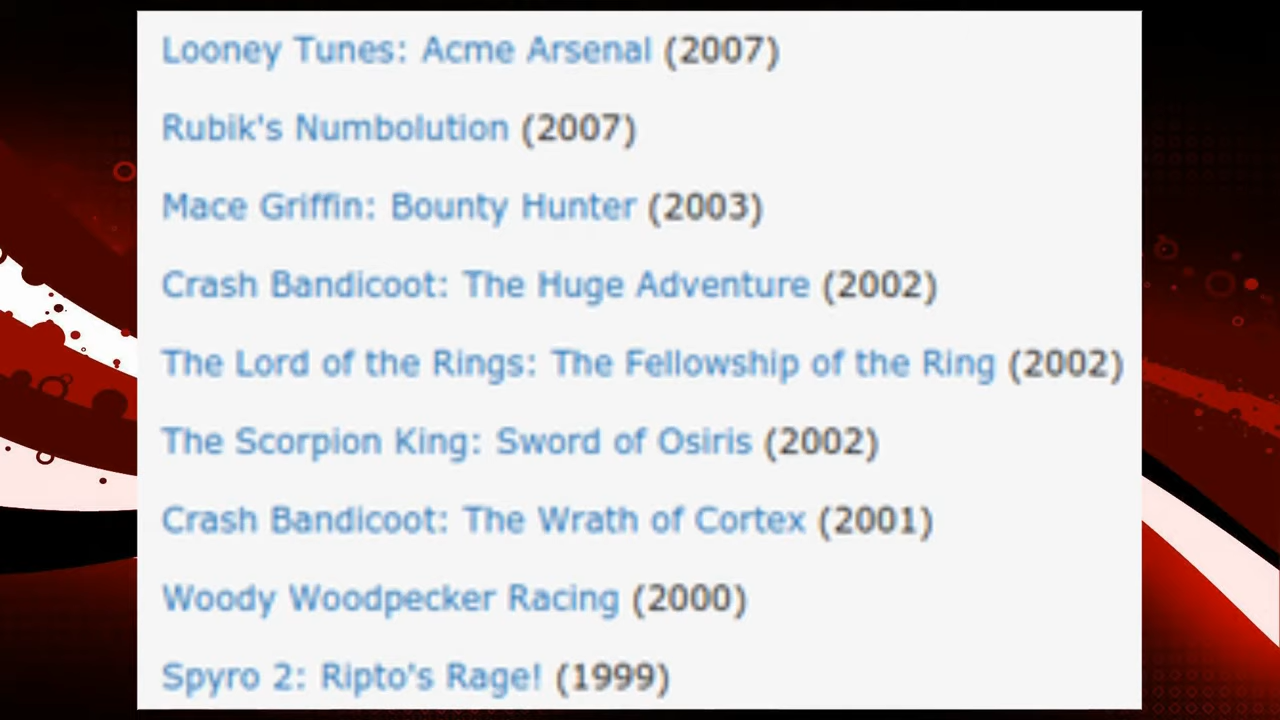 Looney Tunes: Acme Arsenal (2007)
Rubik's Numbolution (2007)
Mace Griffin: Bounty Hunter (2003)
Crash Bandicoot: The Huge Adventure (2002)
The Lord of the Rings: The Fellowship of the Ring (2002)
The Scorpion King: Sword of Osiris (2002)
Crash Bandicoot: The Wrath of Cortex (2001)
Woody Woodpecker Racing (2000)
Spyro 2: Ripto's Rage! (1999)